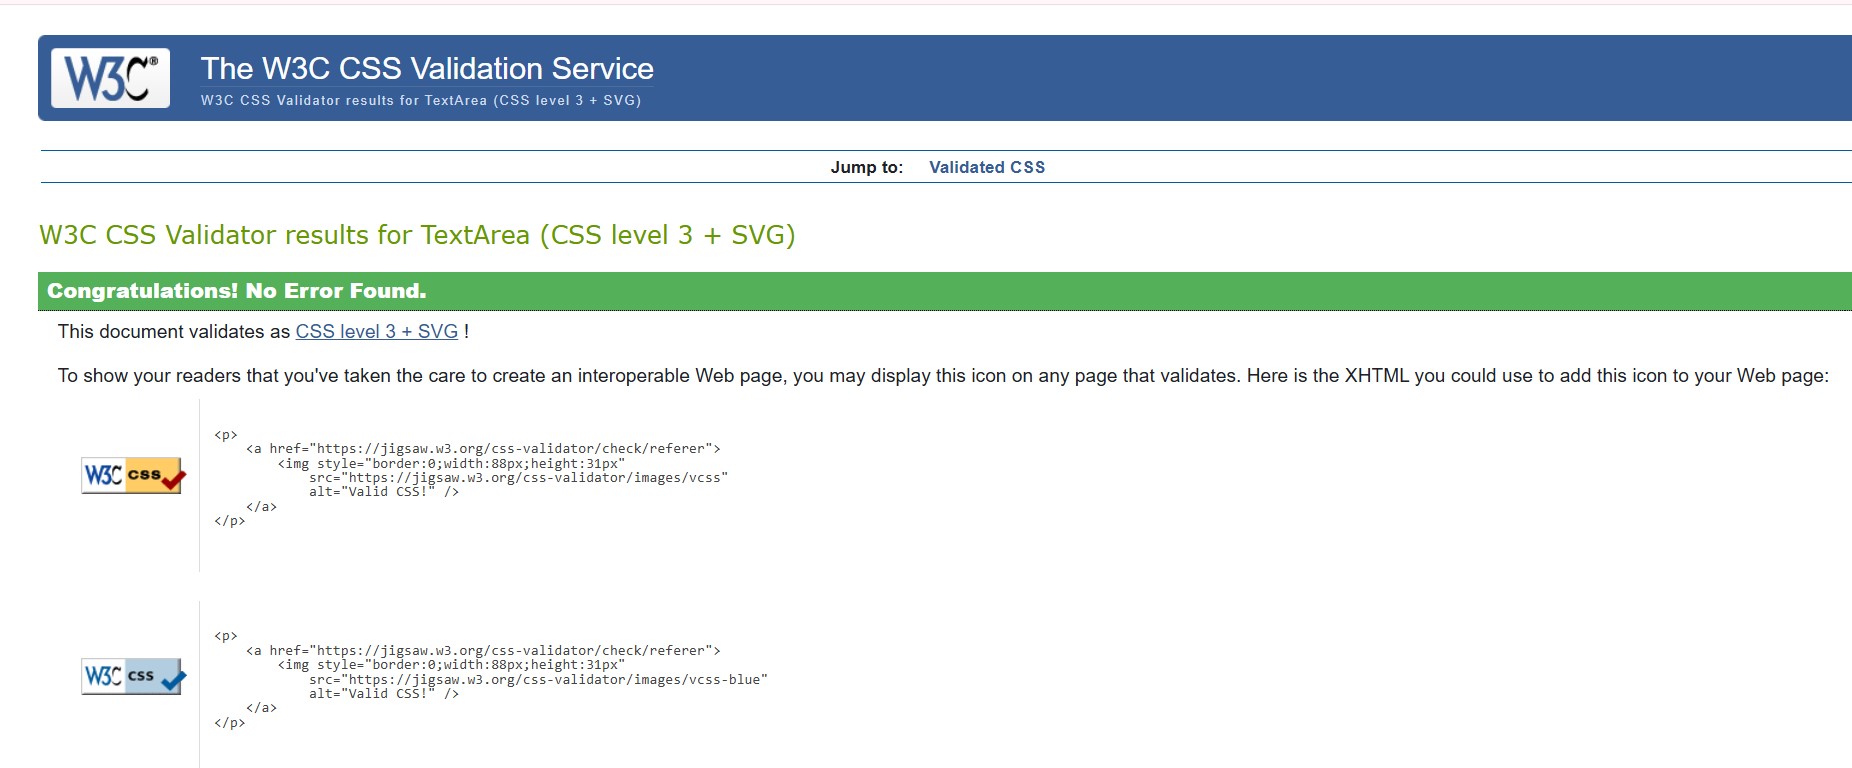 W3C®
The W3C CSS Validation Service
W3C CSS Validator results for TextArea (CSS level 3 + SVG)
Jump to: Validated CSS
W3C CSS Validator results for TextArea (CSS level 3 + SVG)
Congratulations! No Error Found.
This document validates as CSS level 3 + SVG !
To show your readers that you've taken the care to create an interoperable Web page, you may display this icon on any page that validates. Here is the XHTML you could use to add this icon to your Web page:
W3C css
<p>
    <a href="https://jigsaw.w3.org/css-validator/check/referer">
        <img style="border:0;width:88px;height:31px"
            src="https://jigsaw.w3.org/css-validator/images/vcss"
            alt="Valid CSS!" />
    </a>
</p>
W3C css
<p>
    <a href="https://jigsaw.w3.org/css-validator/check/referer">
        <img style="border:0;width:88px;height:31px"
            src="https://jigsaw.w3.org/css-validator/images/vcss-blue"
            alt="Valid CSS!" />
    </a>
</p>